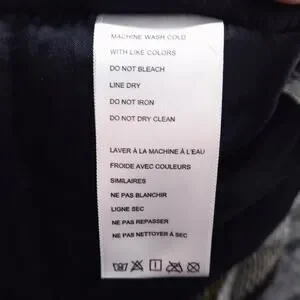 MACHINE WASH COLD
WITH LIKE COLORS
DO NOT BLEACH
LINE DRY
DO NOT IRON
DO NOT DRY CLEAN
LAVER À LA MACHINE À L'EAU
FROIDE AVEC COULEURS
SIMILAIRES
NE PAS BLANCHIR
LIGNE SEC
NE PAS REPASSER
NE PAS NETTOYER À SEC